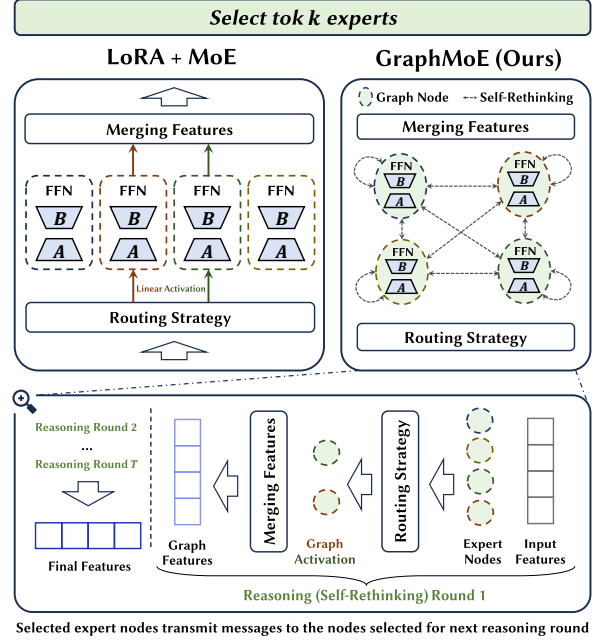 Select tok k experts
LoRA + MoE
GraphMoE (Ours)
Graph Node
Self-Rethinking
Merging Features
Merging Features
FFN
B
A
FFN
B
A
FFN
B
A
FFN
B
A
Linear Activation
Routing Strategy
FFN
B
A
FFN
B
A
FFN
B
A
FFN
B
A
Routing Strategy
Reasoning Round 2
...
Reasoning Round T
Final Features
Graph
Features
Merging Features
Graph
Activation
Routing Strategy
Expert
Nodes
Input
Features
Reasoning (Self-Rethinking) Round 1
Selected expert nodes transmit messages to the nodes selected for next reasoning round